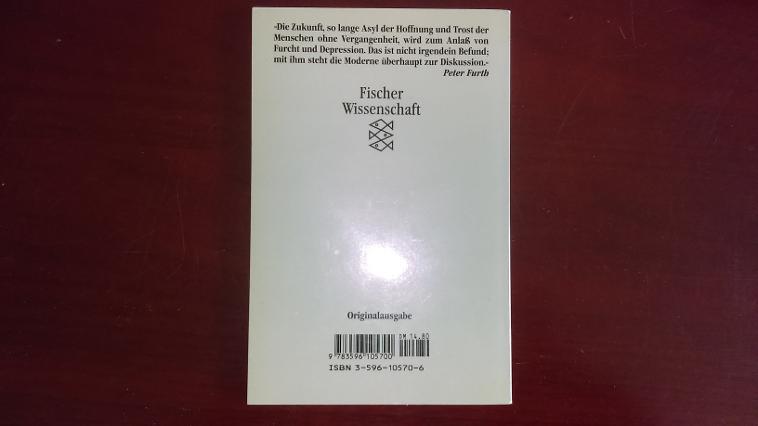 »Die Zukunft, so lange Asyl der Hoffnung und Trost der
Menschen ohne Vergangenheit, wird zum Anlaß von
Furcht und Depression. Das ist nicht irgendein Befund:
mit ihm steht die Moderne überhaupt zur Diskussion.«
Peter Furth
Fischer
Wissenschaft
Originalausgabe
DM 14.80
9 783596 105700
ISBN 3-596-10570-6